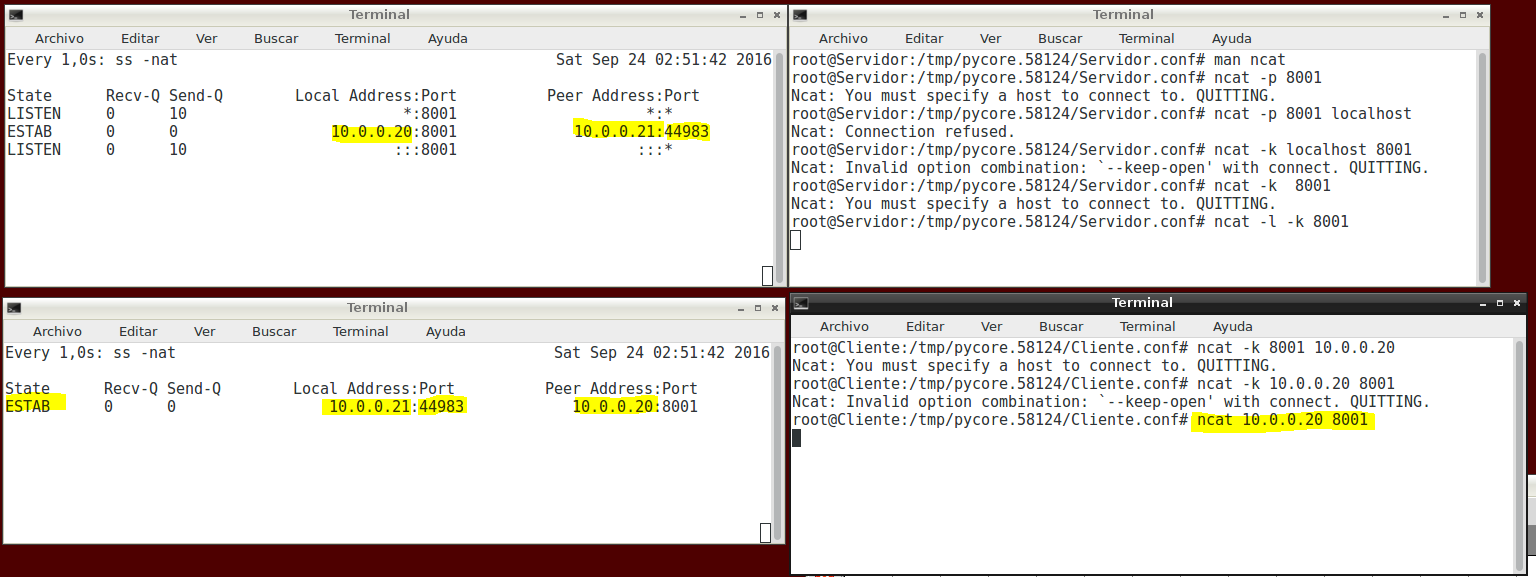 Terminal
Archivo Editar Ver Buscar Terminal Ayuda
Every 1,0s: ss -nat Sat Sep 24 02:51:42 2016
State Recv-Q Send-Q Local Address:Port Peer Address:Port
LISTEN 0 10 *:8001 *:*
ESTAB 0 0 10.0.0.20:8001 10.0.0.21:44983
LISTEN 0 10 :::8001 :::*
Terminal
Archivo Editar Ver Buscar Terminal Ayuda
root@Servidor:/tmp/pycore.58124/Servidor.conf# man ncat
root@Servidor:/tmp/pycore.58124/Servidor.conf# ncat -p 8001
Ncat: You must specify a host to connect to. QUITTING.
root@Servidor:/tmp/pycore.58124/Servidor.conf# ncat -p 8001 localhost
Ncat: Connection refused.
root@Servidor:/tmp/pycore.58124/Servidor.conf# ncat -k localhost 8001
Ncat: Invalid option combination: `--keep-open' with connect. QUITTING.
root@Servidor:/tmp/pycore.58124/Servidor.conf# ncat -k  8001
Ncat: You must specify a host to connect to. QUITTING.
root@Servidor:/tmp/pycore.58124/Servidor.conf# ncat -l -k 8001
Terminal
Archivo Editar Ver Buscar Terminal Ayuda
Every 1,0s: ss -nat Sat Sep 24 02:51:42 2016
State Recv-Q Send-Q Local Address:Port Peer Address:Port
ESTAB 0 0 10.0.0.21:44983 10.0.0.20:8001
Terminal
Archivo Editar Ver Buscar Terminal Ayuda
root@Cliente:/tmp/pycore.58124/Cliente.conf# ncat -k 8001 10.0.0.20
Ncat: You must specify a host to connect to. QUITTING.
root@Cliente:/tmp/pycore.58124/Cliente.conf# ncat -k 10.0.0.20 8001
Ncat: Invalid option combination: `--keep-open' with connect. QUITTING.
root@Cliente:/tmp/pycore.58124/Cliente.conf# ncat 10.0.0.20 8001